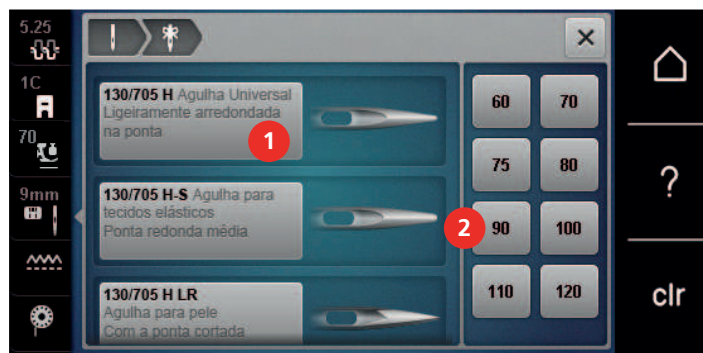 5.25
1C
70
9mm
130/705 H Agulha Universal
Ligeiramente arredondada
na ponta
1
130/705 H-S Agulha para
tecidos elásticos
Ponta redonda média
2
130/705 H LR
Agulha para pele
Com a ponta cortada
60 70
75 80
90 100
110 120
?
clr